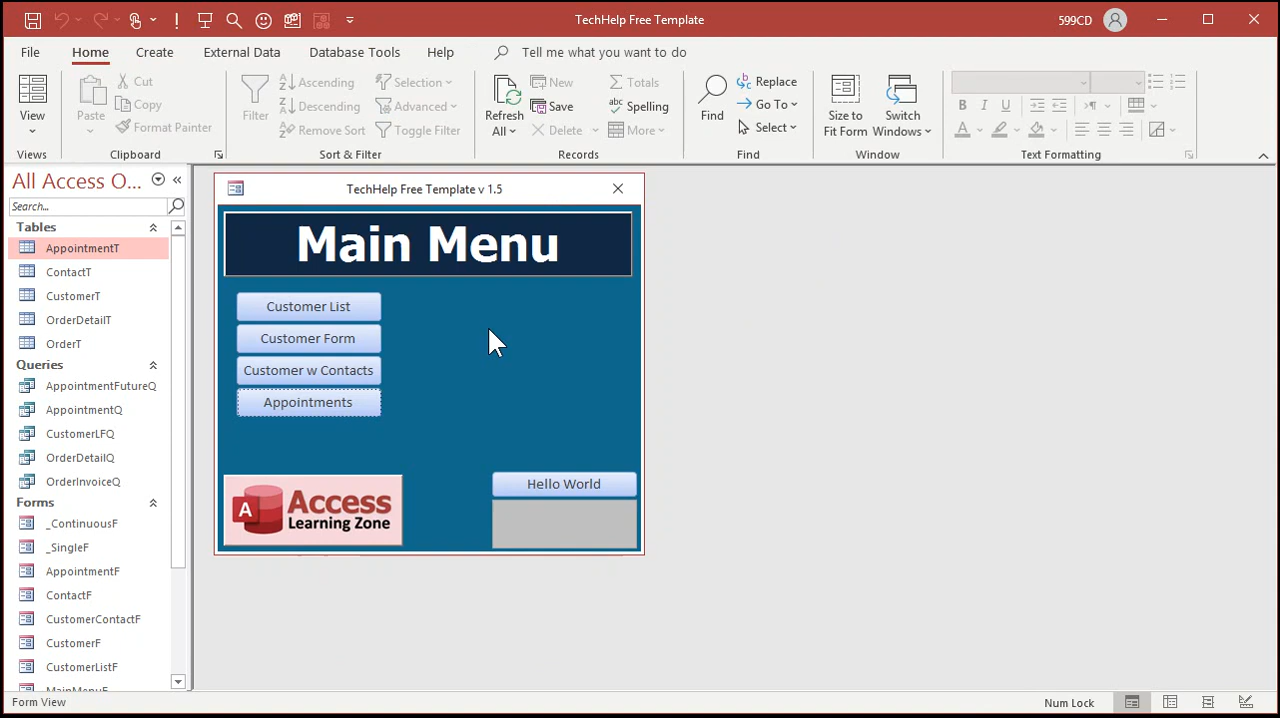 TechHelp Free Template
599CD
File Home Create External Data Database Tools Help Tell me what you want to do
View
Views
Paste
Cut
Copy
Format Painter
Clipboard
Filter
Ascending
Descending
Remove Sort
Selection
Advanced
Toggle Filter
Sort & Filter
Refresh
All
New
Save
Delete
Totals
Spelling
More
Records
Find
Replace
Go To
Select
Find
Size to
Fit Form
Switch
Windows
Window
Text Formatting
B I U
A
All Access O...
Search...
Tables
AppointmentT
ContactT
CustomerT
OrderDetailT
OrderT
Queries
AppointmentFutureQ
AppointmentQ
CustomerLFQ
OrderDetailQ
OrderInvoiceQ
Forms
_ContinuousF
_SingleF
AppointmentF
ContactF
CustomerContactF
CustomerF
CustomerListF
MainMenuF
TechHelp Free Template v 1.5
Main Menu
Customer List
Customer Form
Customer w Contacts
Appointments
A
Access
Learning Zone
Hello World
Form View
Num Lock